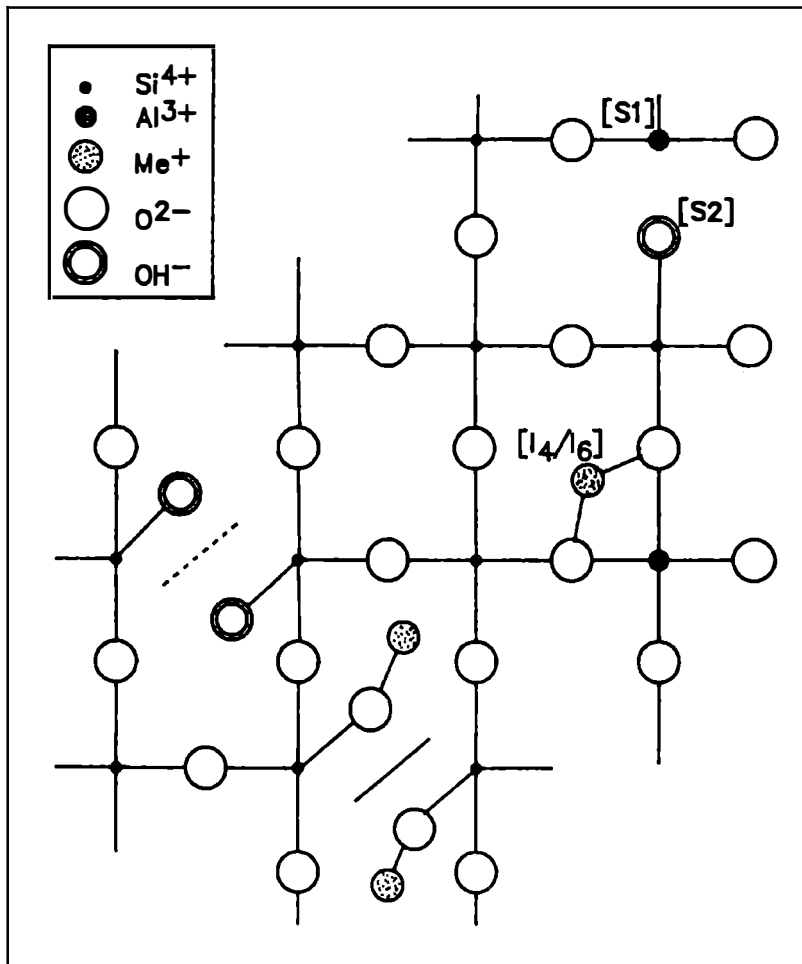 Si⁴⁺
Al³⁺
Me⁺
O²⁻
OH⁻
[S1]
[S2]
[I₄/I₆]